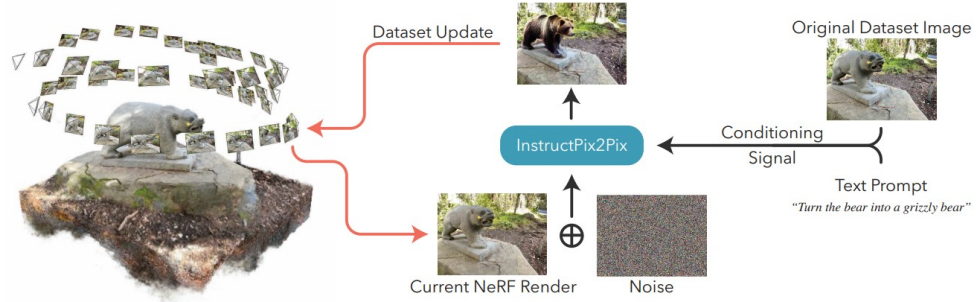 Dataset Update
Original Dataset Image
InstructPix2Pix
Conditioning
Signal
Text Prompt
"Turn the bear into a grizzly bear"
Current NeRF Render
Noise